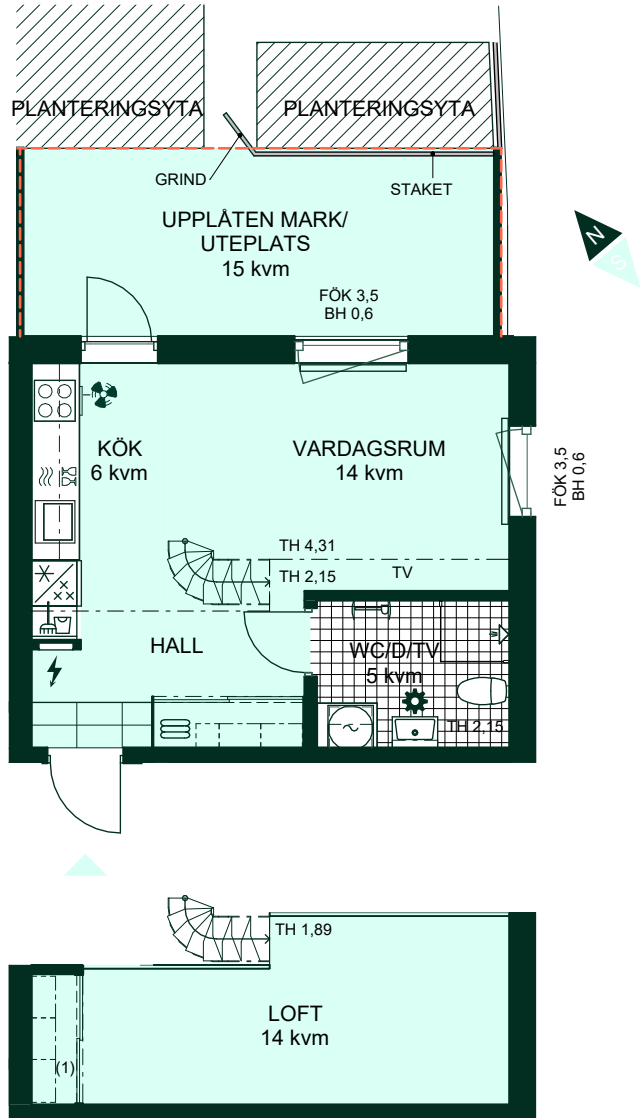 PLANTERINGSYTA
PLANTERINGSYTA
GRIND
STAKET
UPPLÅTEN MARK/
UTEPLATS
15 kvm
N
S
FÖK 3,5
BH 0,6
KÖK
6 kvm
VARDAGSRUM
14 kvm
FÖK 3,5
BH 0,6
TH 4,31
TH 2,15
TV
HALL
WC/D/TV
5 kvm
TH 2,15
TH 1,89
LOFT
14 kvm
(1)